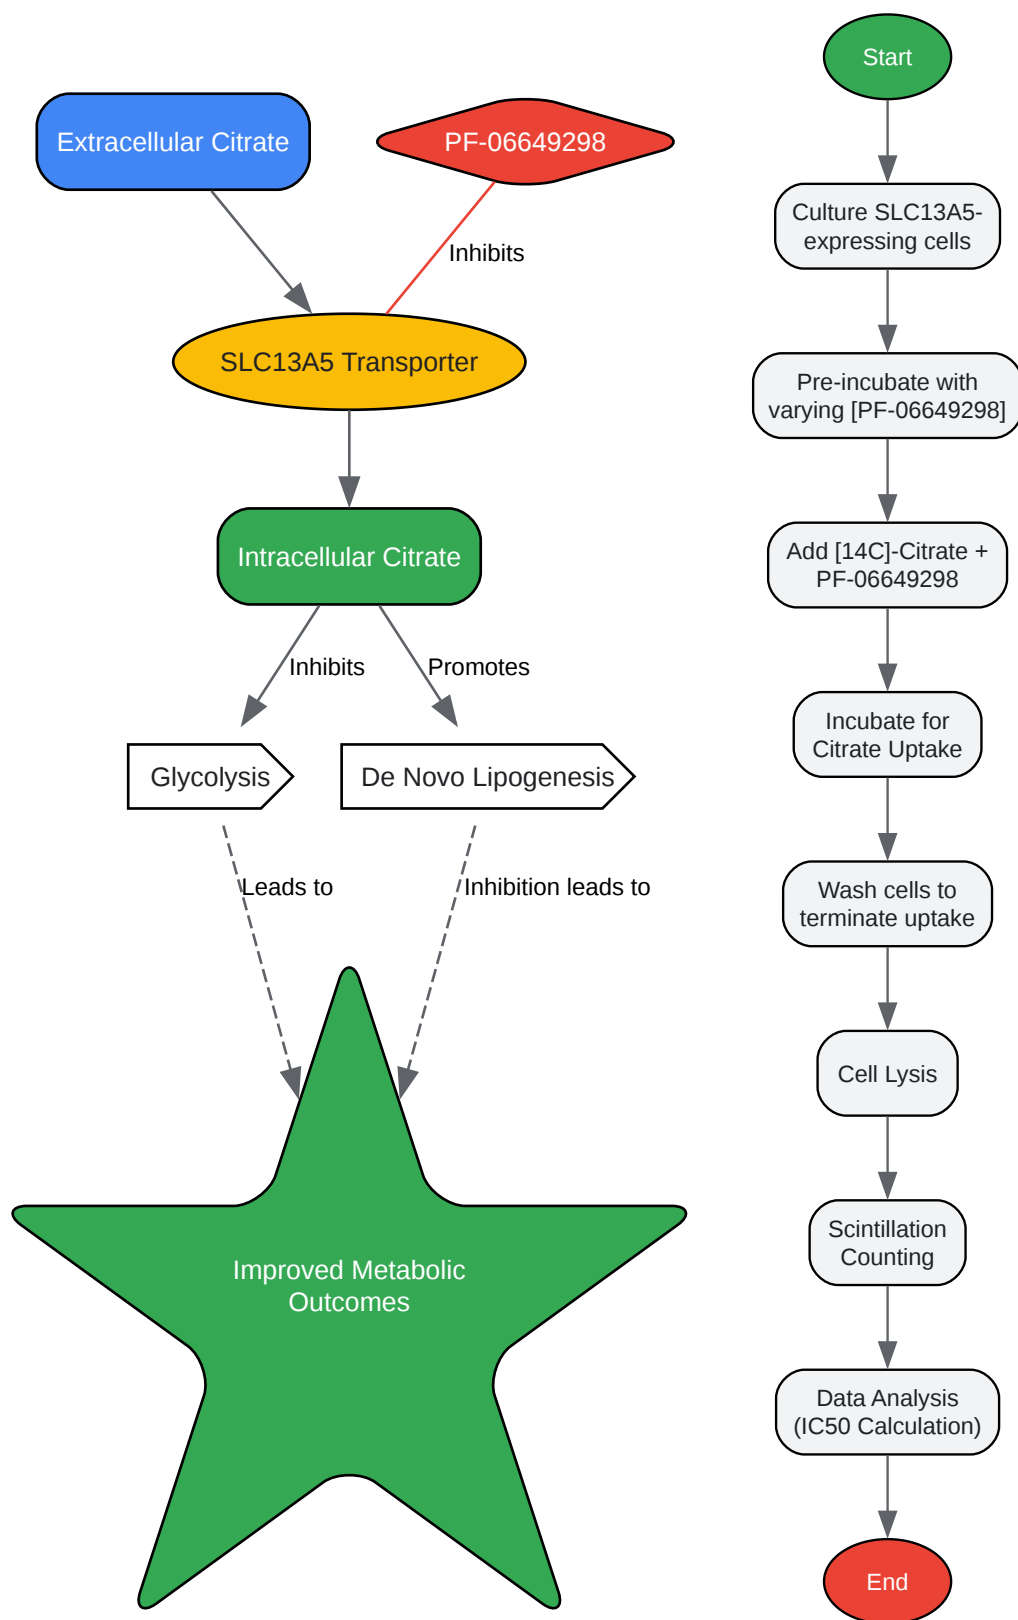 Extracellular Citrate
PF-06649298
Inhibits
SLC13A5 Transporter
Intracellular Citrate
Inhibits
Promotes
Glycolysis
De Novo Lipogenesis
Leads to
Inhibition leads to
Improved Metabolic
Outcomes
Start
Culture SLC13A5-
expressing cells
Pre-incubate with
varying [PF-06649298]
Add [14C]-Citrate +
PF-06649298
Incubate for
Citrate Uptake
Wash cells to
terminate uptake
Cell Lysis
Scintillation
Counting
Data Analysis
(IC50 Calculation)
End